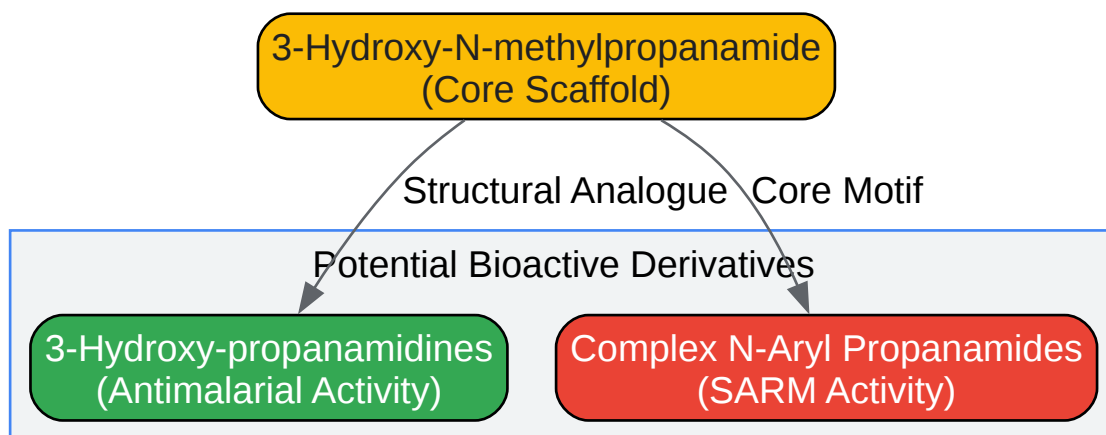 3-Hydroxy-N-methylpropanamide
(Core Scaffold)
Structural Analogue
Core Motif
Potential Bioactive Derivatives
3-Hydroxy-propanamidines
(Antimalarial Activity)
Complex N-Aryl Propanamides
(SARM Activity)